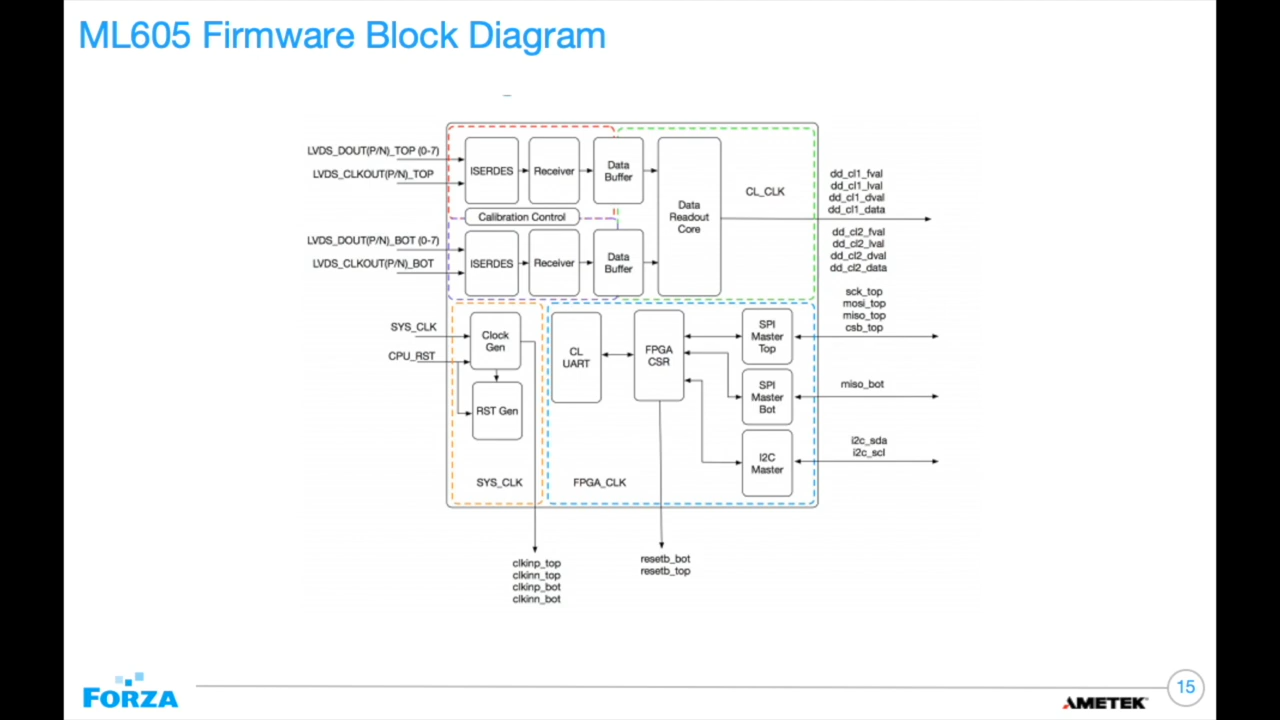 ML605 Firmware Block Diagram
LVDS_DOUT(P/N)_TOP (0-7)
LVDS_CLKOUT(P/N)_TOP
ISERDES
Receiver
Data
Buffer
Calibration Control
LVDS_DOUT(P/N)_BOT (0-7)
LVDS_CLKOUT(P/N)_BOT
ISERDES
Receiver
Data
Buffer
Data
Readout
Core
CL_CLK
dd_cl1_fval
dd_cl1_lval
dd_cl1_dval
dd_cl1_data
dd_cl2_fval
dd_cl2_lval
dd_cl2_dval
dd_cl2_data
SYS_CLK
CPU_RST
Clock
Gen
RST Gen
SYS_CLK
CL
UART
FPGA
CSR
FPGA_CLK
SPI
Master
Top
SPI
Master
Bot
I2C
Master
sck_top
mosi_top
miso_top
csb_top
miso_bot
i2c_sda
i2c_scl
clkinp_top
clkinn_top
clkinp_bot
clkinn_bot
resetb_bot
resetb_top
FORZA
AMETEK
15